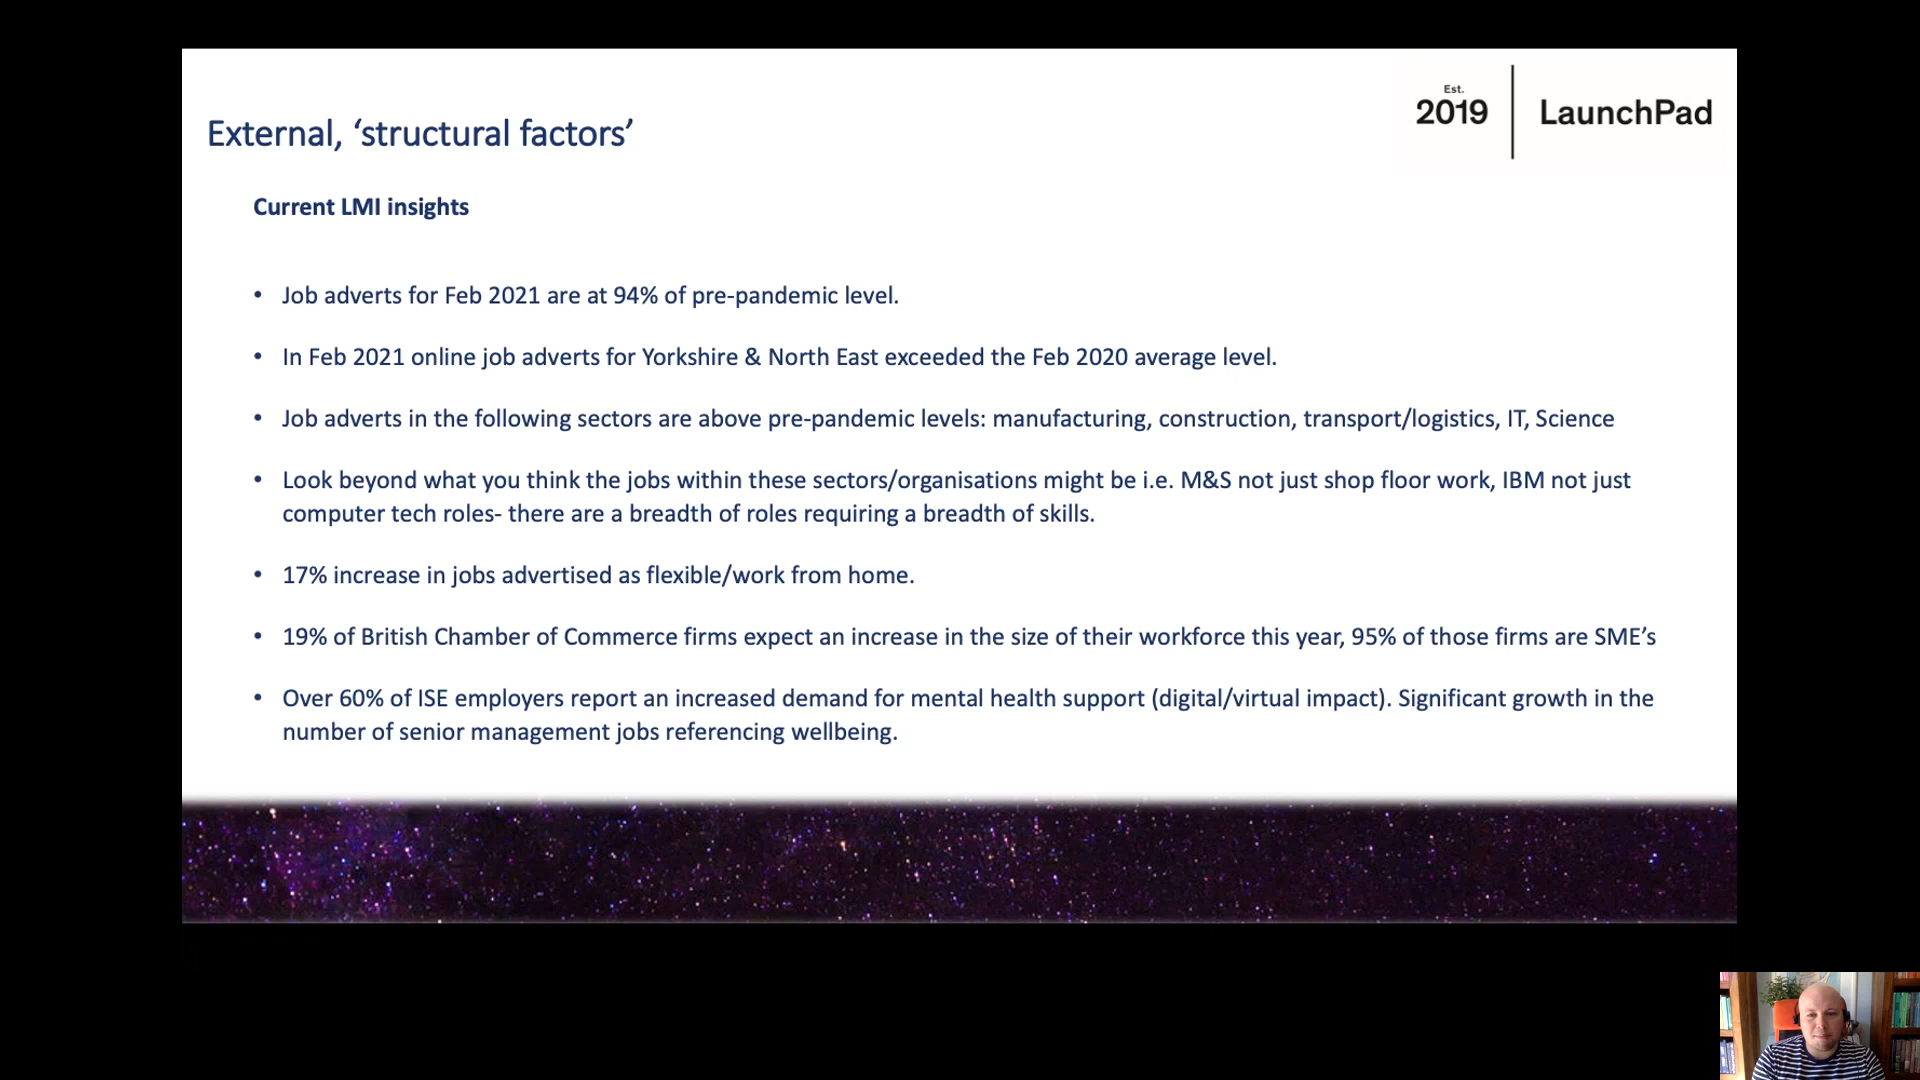 Est.
2019
LaunchPad
External, ‘structural factors’
Current LMI insights
• Job adverts for Feb 2021 are at 94% of pre-pandemic level.
• In Feb 2021 online job adverts for Yorkshire & North East exceeded the Feb 2020 average level.
• Job adverts in the following sectors are above pre-pandemic levels: manufacturing, construction, transport/logistics, IT, Science
• Look beyond what you think the jobs within these sectors/organisations might be i.e. M&S not just shop floor work, IBM not just
computer tech roles- there are a breadth of roles requiring a breadth of skills.
• 17% increase in jobs advertised as flexible/work from home.
• 19% of British Chamber of Commerce firms expect an increase in the size of their workforce this year, 95% of those firms are SME’s
• Over 60% of ISE employers report an increased demand for mental health support (digital/virtual impact). Significant growth in the
number of senior management jobs referencing wellbeing.